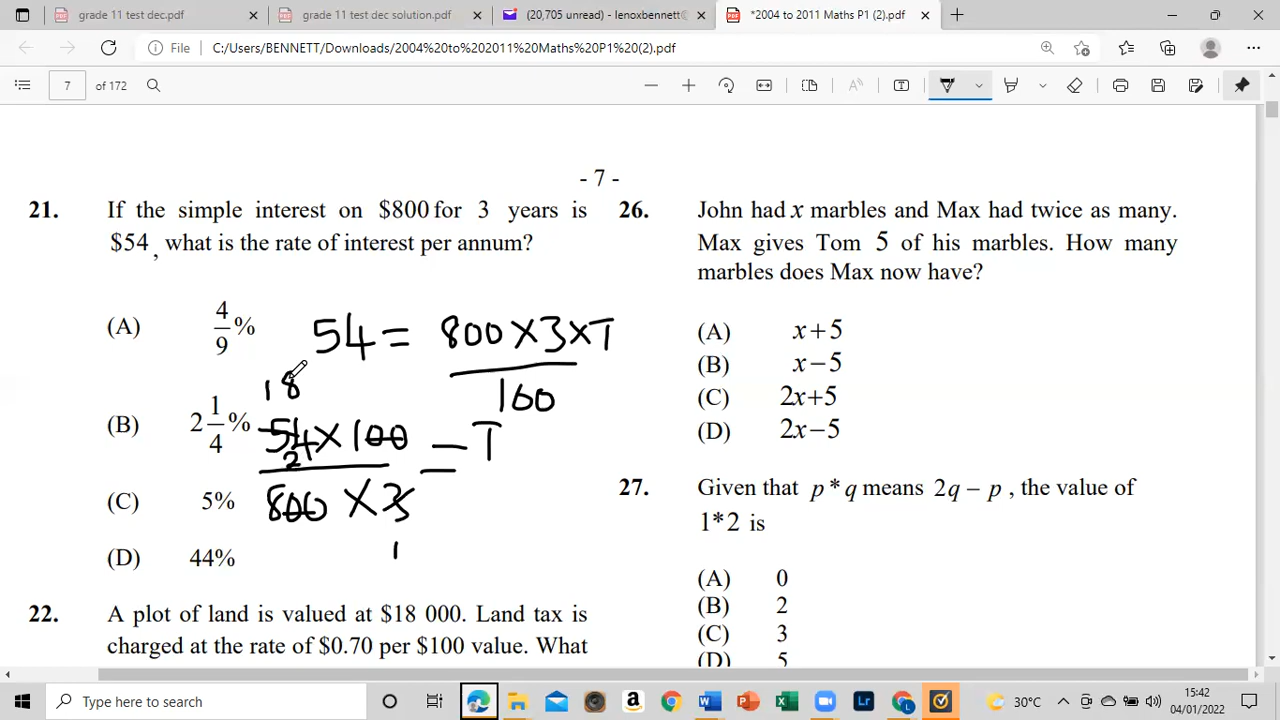 grade 11 test dec.pdf
grade 11 test dec solution.pdf
(20,705 unread) - lenoxbennett@
*2004 to 2011 Maths P1 (2).pdf
File
C:/Users/BENNETT/Downloads/2004%20to%202011%20Maths%20P1%20(2).pdf
7 of 172
- 7 -
21. If the simple interest on $800 for 3 years is
$54 , what is the rate of interest per annum?
(A) 4/9 %
(B) 2 1/4 %
(C) 5%
(D) 44%
54 = 800 × 3 × T
100
18
54 × 100 = T
2
800 × 3
1
22. A plot of land is valued at $18 000. Land tax is
charged at the rate of $0.70 per $100 value. What
26. John had x marbles and Max had twice as many.
Max gives Tom 5 of his marbles. How many
marbles does Max now have?
(A) x+5
(B) x−5
(C) 2x+5
(D) 2x−5
27. Given that p * q means 2q − p , the value of
1*2 is
(A) 0
(B) 2
(C) 3
(D) 5
Type here to search
30°C
15:42
04/01/2022